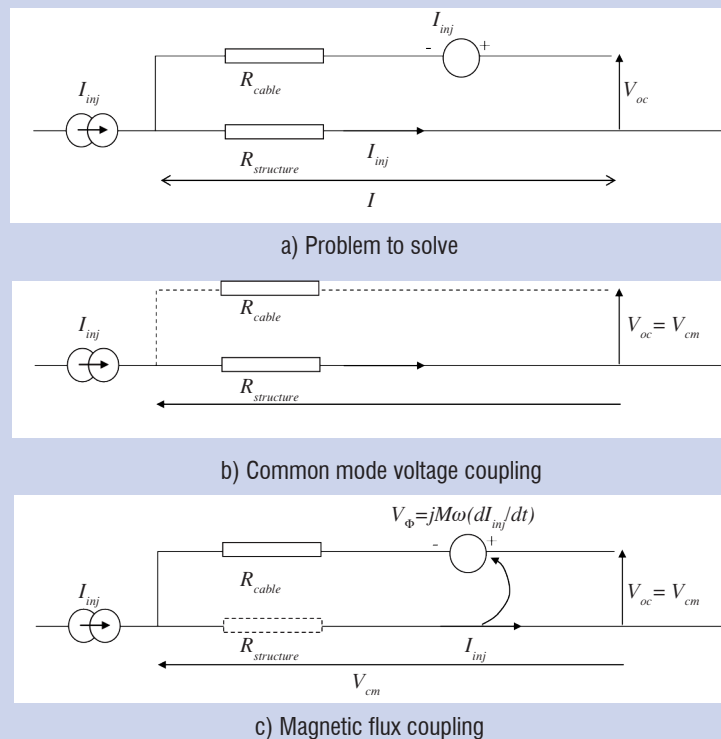 I_inj
I_inj
- +
R_cable
V_oc
R_structure
I_inj
I
a) Problem to solve
I_inj
R_cable
V_oc = V_cm
R_structure
b) Common mode voltage coupling
V_Φ=jMω(dI_inj/dt)
- +
I_inj
R_cable
V_oc = V_cm
R_structure
I_inj
V_cm
c) Magnetic flux coupling